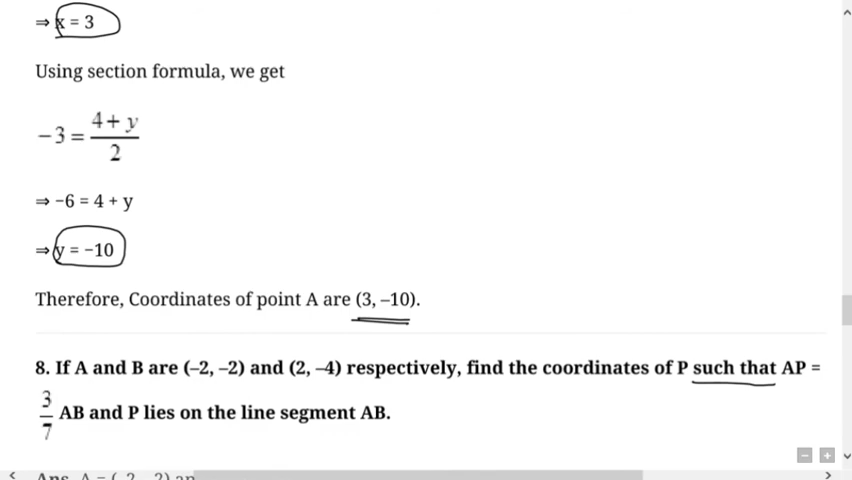 ⇒ x = 3
Using section formula, we get
−3 = 4 + y / 2
⇒ −6 = 4 + y
⇒ y = −10
Therefore, Coordinates of point A are (3, –10).
8. If A and B are (–2, –2) and (2, –4) respectively, find the coordinates of P such that AP =
3/7 AB and P lies on the line segment AB.